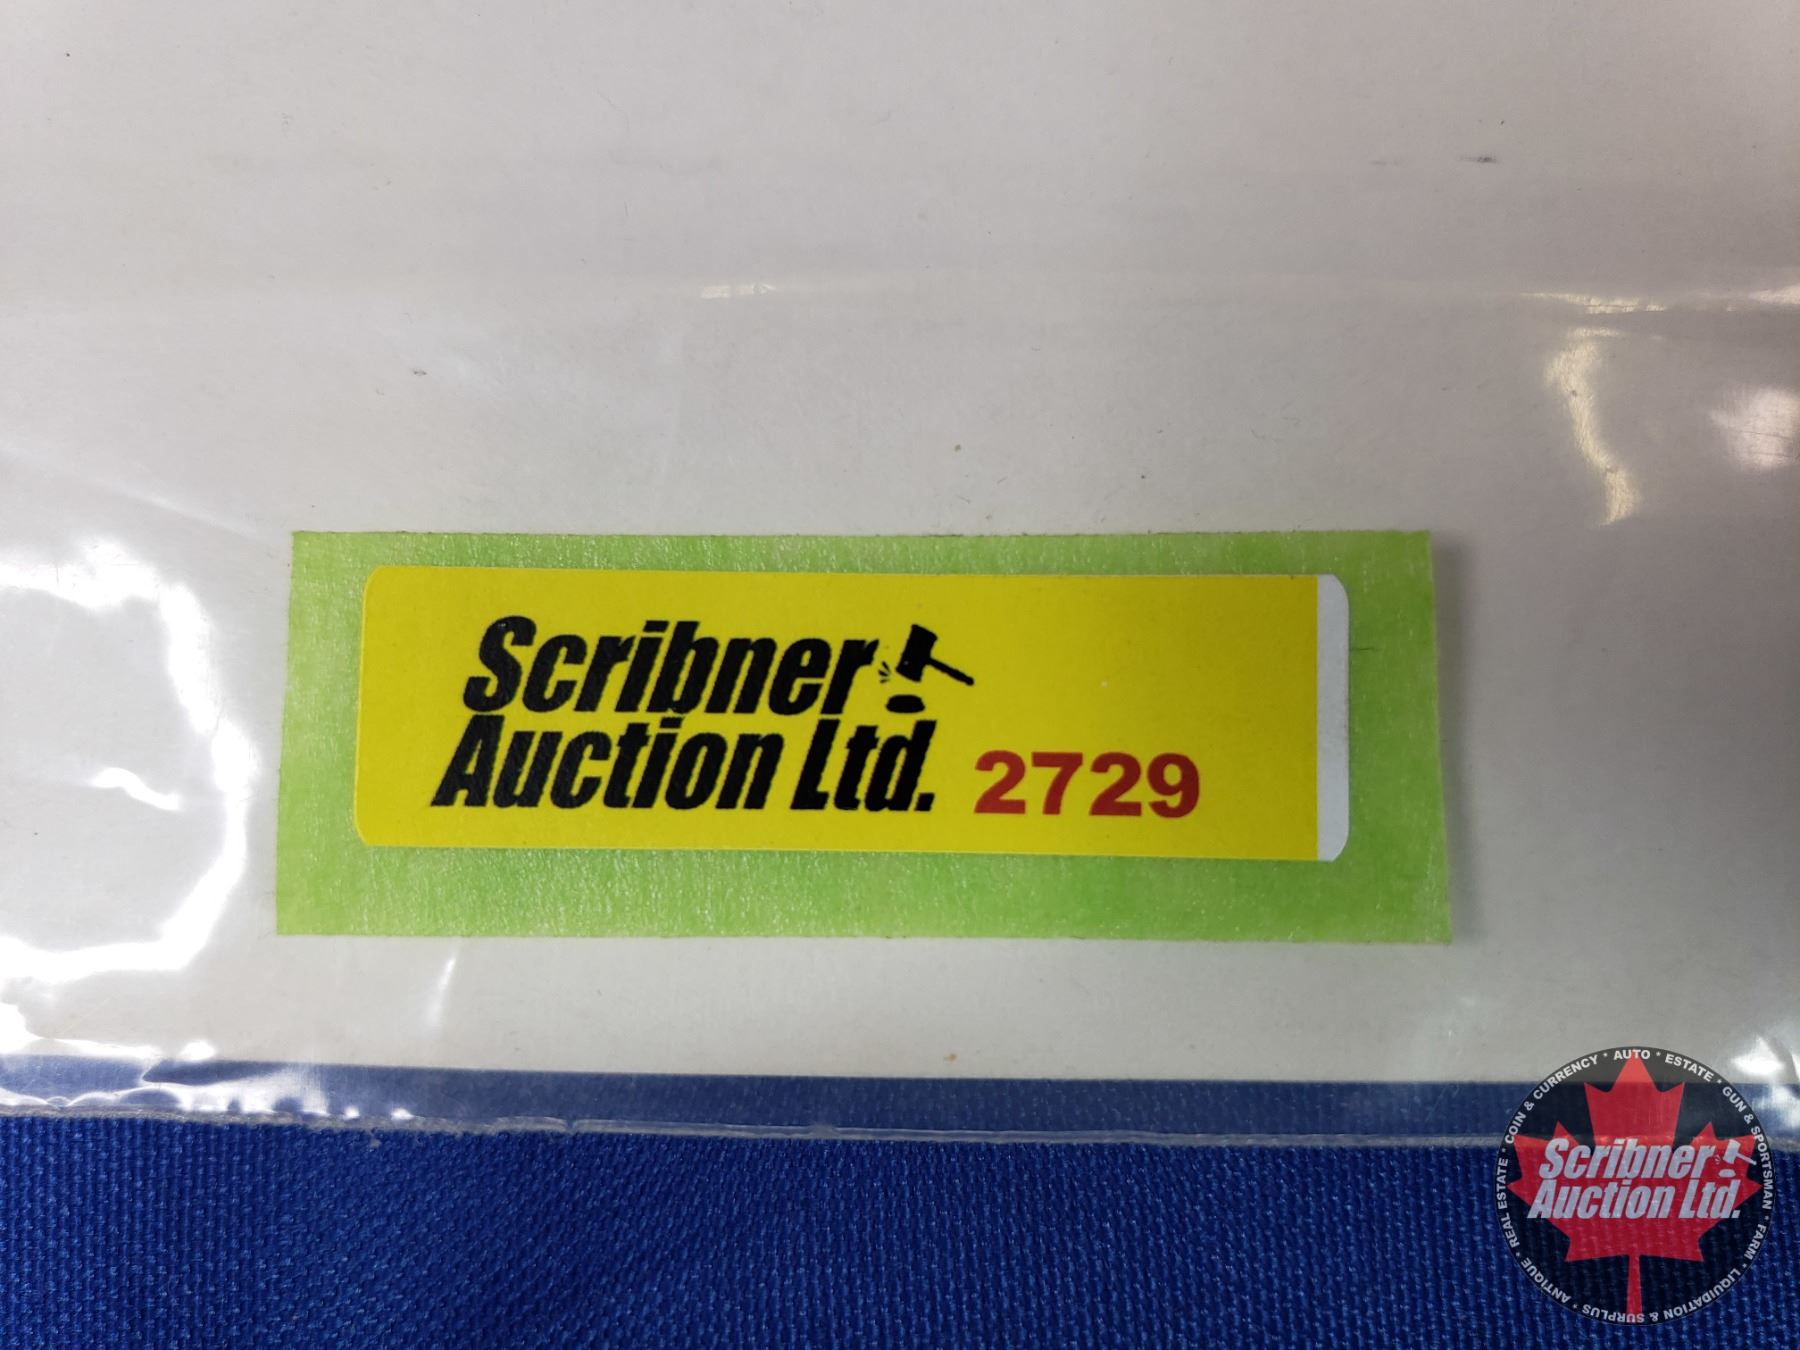 Scribner
Auction Ltd. 2729
COIN & CURRENCY * AUTO * ESTATE * GUN & SPORTSMAN * FARM * LIQUIDATION & SURPLUS * ANTIQUE * REAL ESTATE *
Scribner
Auction Ltd.